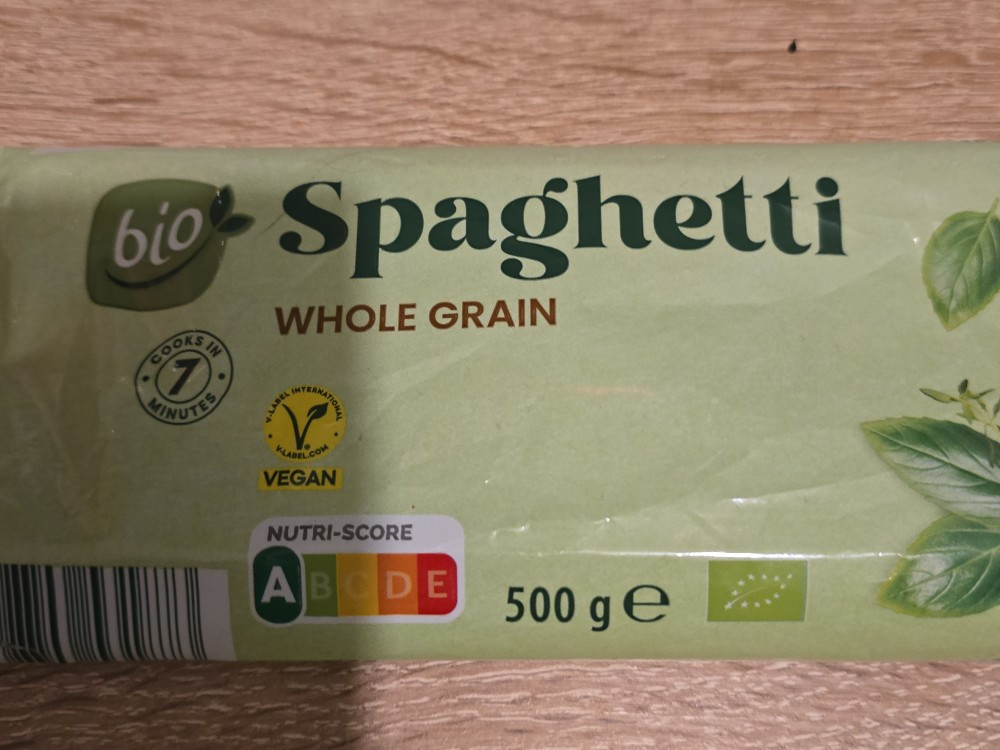 bio
Spaghetti
WHOLE GRAIN
COOKS IN
7
MINUTES
V-LABEL INTERNATIONAL
V-LABEL.COM
VEGAN
NUTRI-SCORE
A B C D E
500 g ℮